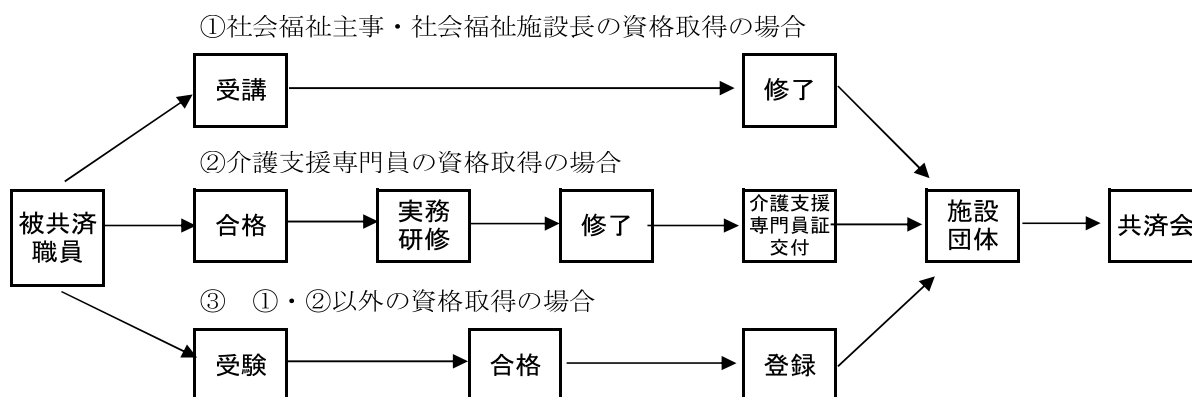 ①社会福祉主事・社会福祉施設長の資格取得の場合
受講
修了
②介護支援専門員の資格取得の場合
被共済
職員
合格
実務
研修
修了
介護支援
専門員証
交付
施設
団体
共済会
③ ①・②以外の資格取得の場合
受験
合格
登録